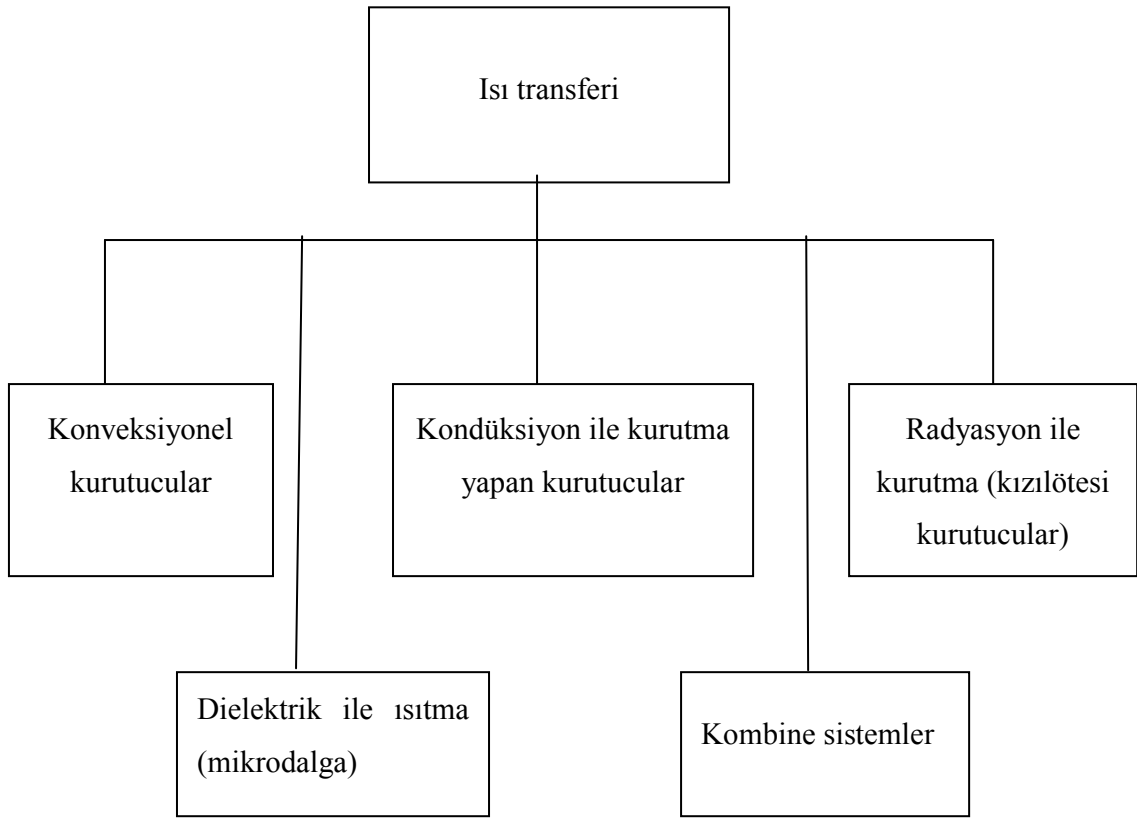 Isı transferi
Konveksiyonel
kurutucular
Kondüksiyon ile kurutma
yapan kurutucular
Radyasyon ile
kurutma (kızılötesi
kurutucular)
Dielektrik ile ısıtma
(mikrodalga)
Kombine sistemler